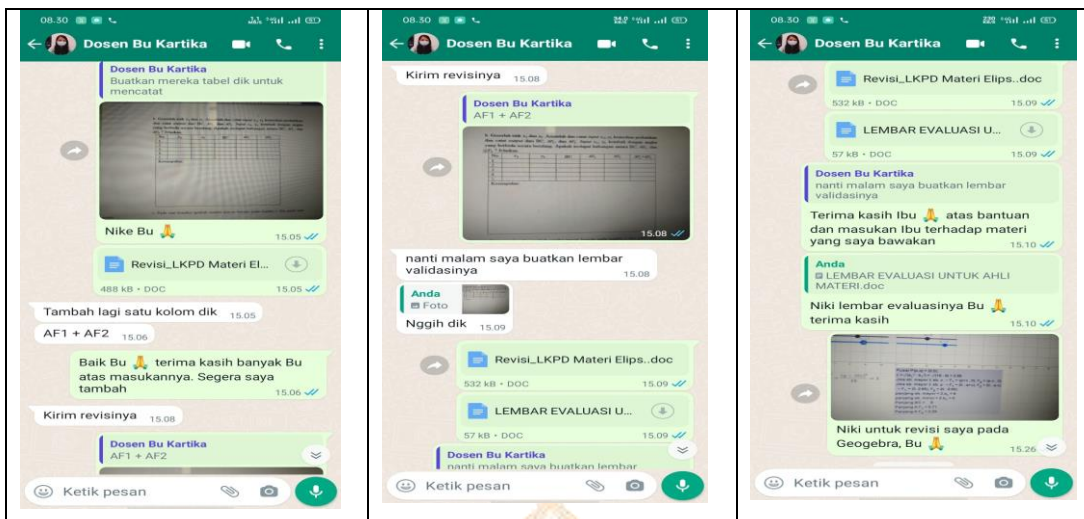 08.30
Dosen Bu Kartika
Dosen Bu Kartika
Buatkan mereka tabel dik untuk
mencatat
Nike Bu 🙏
15.05
Revisi_LKPD Materi El...
488 kB • DOC
15.05
Tambah lagi satu kolom dik 15.05
AF1 + AF2 15.06
Baik Bu 🙏 terima kasih banyak Bu
atas masukannya. Segera saya
tambah
15.06
Kirim revisinya 15.08
Dosen Bu Kartika
AF1 + AF2
Ketik pesan
08.30
Dosen Bu Kartika
Kirim revisinya 15.08
Dosen Bu Kartika
AF1 + AF2
15.08
nanti malam saya buatkan lembar
validasinya
15.08
Anda
Foto
Nggih dik 15.09
Revisi_LKPD Materi Elips..doc
532 kB • DOC
15.09
LEMBAR EVALUASI U...
57 kB • DOC
15.09
Dosen Bu Kartika
nanti malam saya buatkan lembar
Ketik pesan
08.30
Dosen Bu Kartika
Revisi_LKPD Materi Elips..doc
532 kB • DOC
15.09
LEMBAR EVALUASI U...
57 kB • DOC
15.09
Dosen Bu Kartika
nanti malam saya buatkan lembar
validasinya
Terima kasih Ibu 🙏 atas bantuan
dan masukan Ibu terhadap materi
yang saya bawakan
15.10
Anda
LEMBAR EVALUASI UNTUK AHLI
MATERI.doc
Niki lembar evaluasinya Bu 🙏
terima kasih
15.10
Niki untuk revisi saya pada
Geogebra, Bu 🙏
15.26
Ketik pesan